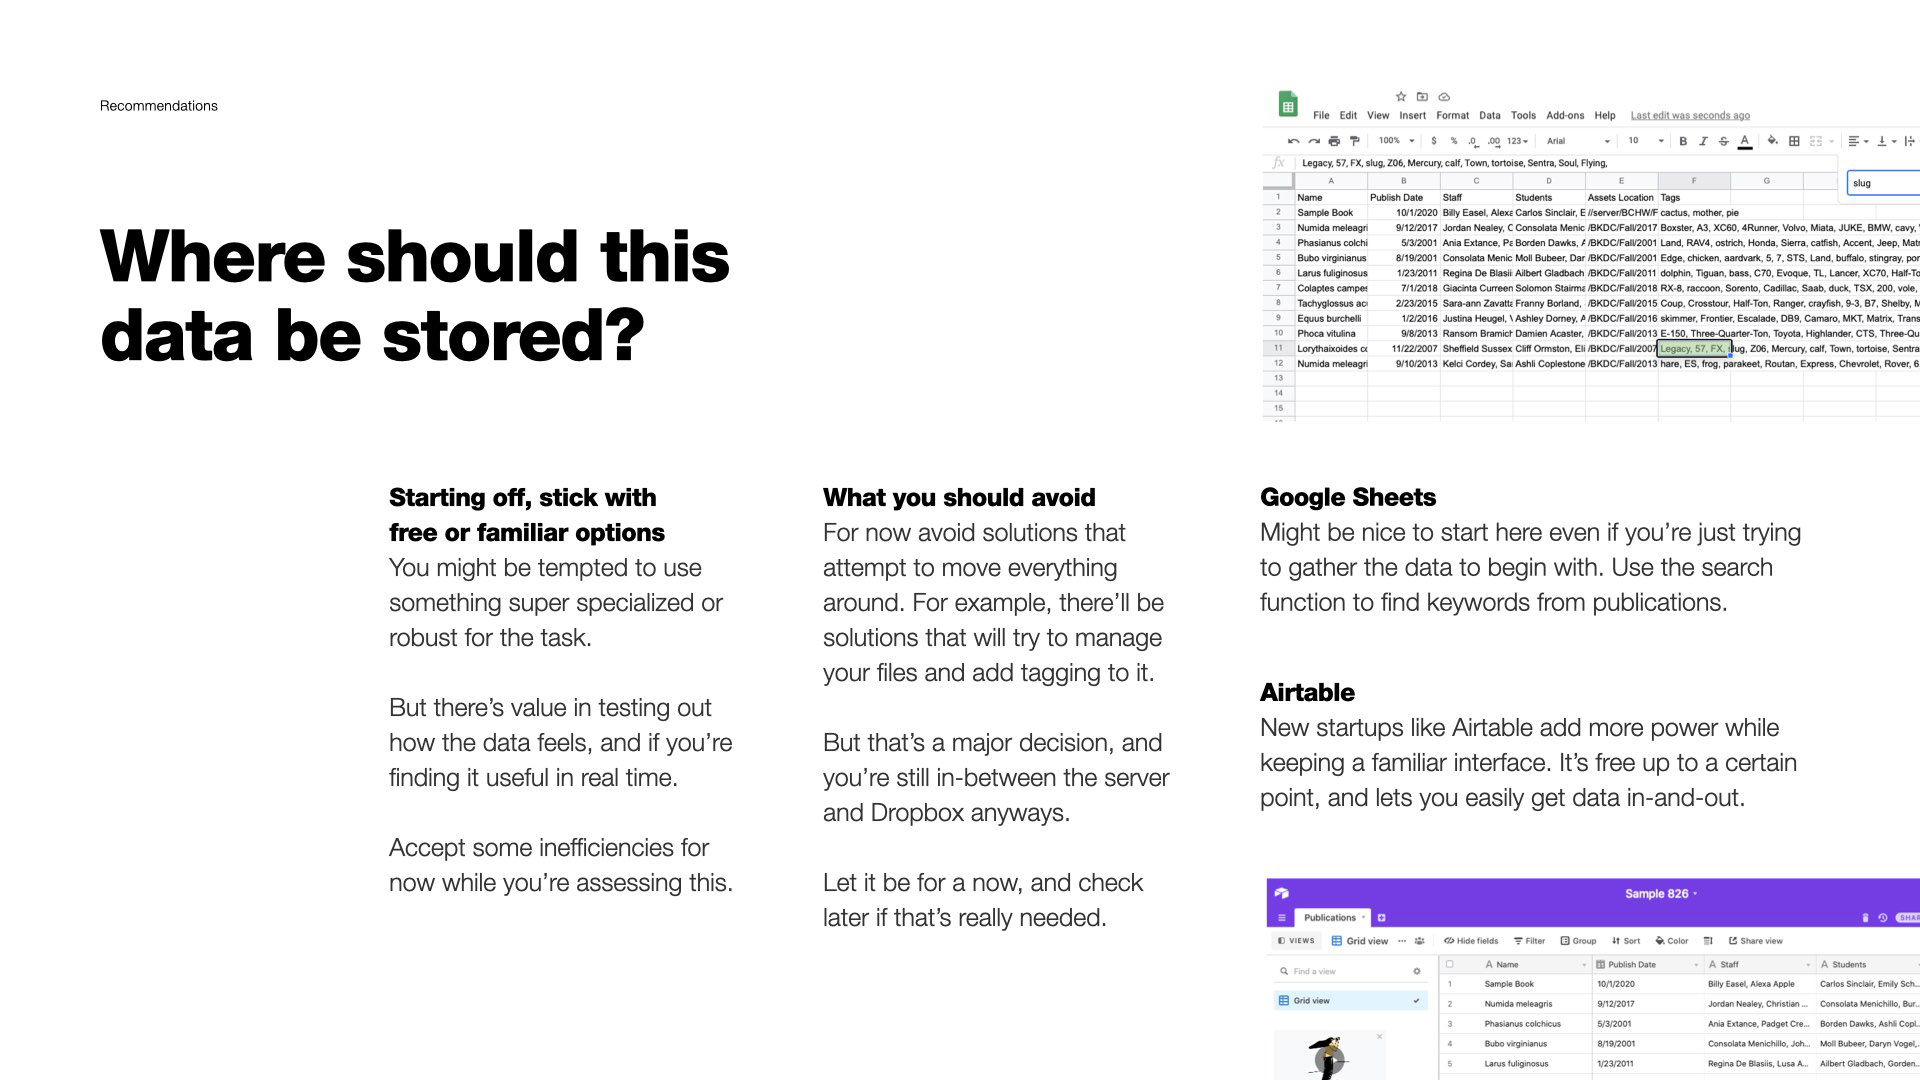 Recommendations
Where should this
data be stored?
Starting off, stick with
free or familiar options
You might be tempted to use
something super specialized or
robust for the task.
But there’s value in testing out
how the data feels, and if you’re
finding it useful in real time.
Accept some inefficiencies for
now while you’re assessing this.
What you should avoid
For now avoid solutions that
attempt to move everything
around. For example, there’ll be
solutions that will try to manage
your files and add tagging to it.
But that’s a major decision, and
you’re still in-between the server
and Dropbox anyways.
Let it be for a now, and check
later if that’s really needed.
File Edit View Insert Format Data Tools Add-ons Help Last edit was seconds ago
100% $ % .0 .00 123 Arial 10 B I S A
fx Legacy, 57, FX, slug, Z06, Mercury, calf, Town, tortoise, Sentra, Soul, Flying,
slug
A B C D E F G
1 Name Publish Date Staff Students Assets Location Tags
2 Sample Book 10/1/2020 Billy Easel, Alexa Carlos Sinclair, E //server/BCHW/F cactus, mother, pie
3 Numida meleagri 9/12/2017 Jordan Nealey, C Consolata Menic /BKDC/Fall/2017 Boxster, A3, XC60, 4Runner, Volvo, Miata, JUKE, BMW, cavy,
4 Phasianus colchi 5/3/2001 Ania Extance, Pa Borden Dawks, A /BKDC/Fall/2001 Land, RAV4, ostrich, Honda, Sierra, catfish, Accent, Jeep, Mat
5 Bubo virginianus 8/19/2001 Consolata Menic Moll Bubeer, Dar /BKDC/Fall/2001 Edge, chicken, aardvark, 5, 7, STS, Land, buffalo, stingray, por
6 Larus fuliginosus 1/23/2011 Regina De Blasii Ailbert Gladbach /BKDC/Fall/2011 dolphin, Tiguan, bass, C70, Evoque, TL, Lancer, XC70, Half-To
7 Colaptes campes 7/1/2018 Giacinta Curreen Solomon Stairma /BKDC/Fall/2018 RX-8, raccoon, Sorento, Cadillac, Saab, duck, TSX, 200, vole,
8 Tachyglossus ac 2/23/2015 Sara-ann Zavatta Franny Borland, /BKDC/Fall/2015 Coup, Crosstour, Half-Ton, Ranger, crayfish, 9-3, B7, Shelby, M
9 Equus burchelli 1/2/2016 Justina Heugel, \ Ashley Dorney, A /BKDC/Fall/2016 skimmer, Frontier, Escalade, DB9, Camaro, MKT, Matrix, Trans
10 Phoca vitulina 9/8/2013 Ransom Bramich Damien Acaster, /BKDC/Fall/2013 E-150, Three-Quarter-Ton, Toyota, Highlander, CTS, Three-Qu
11 Lorythaixoides co 11/22/2007 Sheffield Sussex Cliff Ormston, Eli /BKDC/Fall/2007 Legacy, 57, FX, slug, Z06, Mercury, calf, Town, tortoise, Sentra
12 Numida meleagri 9/10/2013 Kelci Cordey, Sa Ashli Coplestone /BKDC/Fall/2013 hare, ES, frog, parakeet, Routan, Express, Chevrolet, Rover, 6
13
14
15
Google Sheets
Might be nice to start here even if you’re just trying
to gather the data to begin with. Use the search
function to find keywords from publications.
Airtable
New startups like Airtable add more power while
keeping a familiar interface. It’s free up to a certain
point, and lets you easily get data in-and-out.
Sample 826
Publications SHAR
VIEWS Grid view Hide fields Filter Group Sort Color Share view
Find a view
Grid view
A Name Publish Date A Staff A Students
1 Sample Book 10/1/2020 Billy Easel, Alexa Apple Carlos Sinclair, Emily Sch...
2 Numida meleagris 9/12/2017 Jordan Nealey, Christian ... Consolata Menichillo, Bur...
3 Phasianus colchicus 5/3/2001 Ania Extance, Padget Cre... Borden Dawks, Ashli Copl...
4 Bubo virginianus 8/19/2001 Consolata Menichillo, Joh... Moll Bubeer, Daryn Vogel,...
5 Larus fuliginosus 1/23/2011 Regina De Blasiis, Lusa A... Ailbert Gladbach, Gorden...